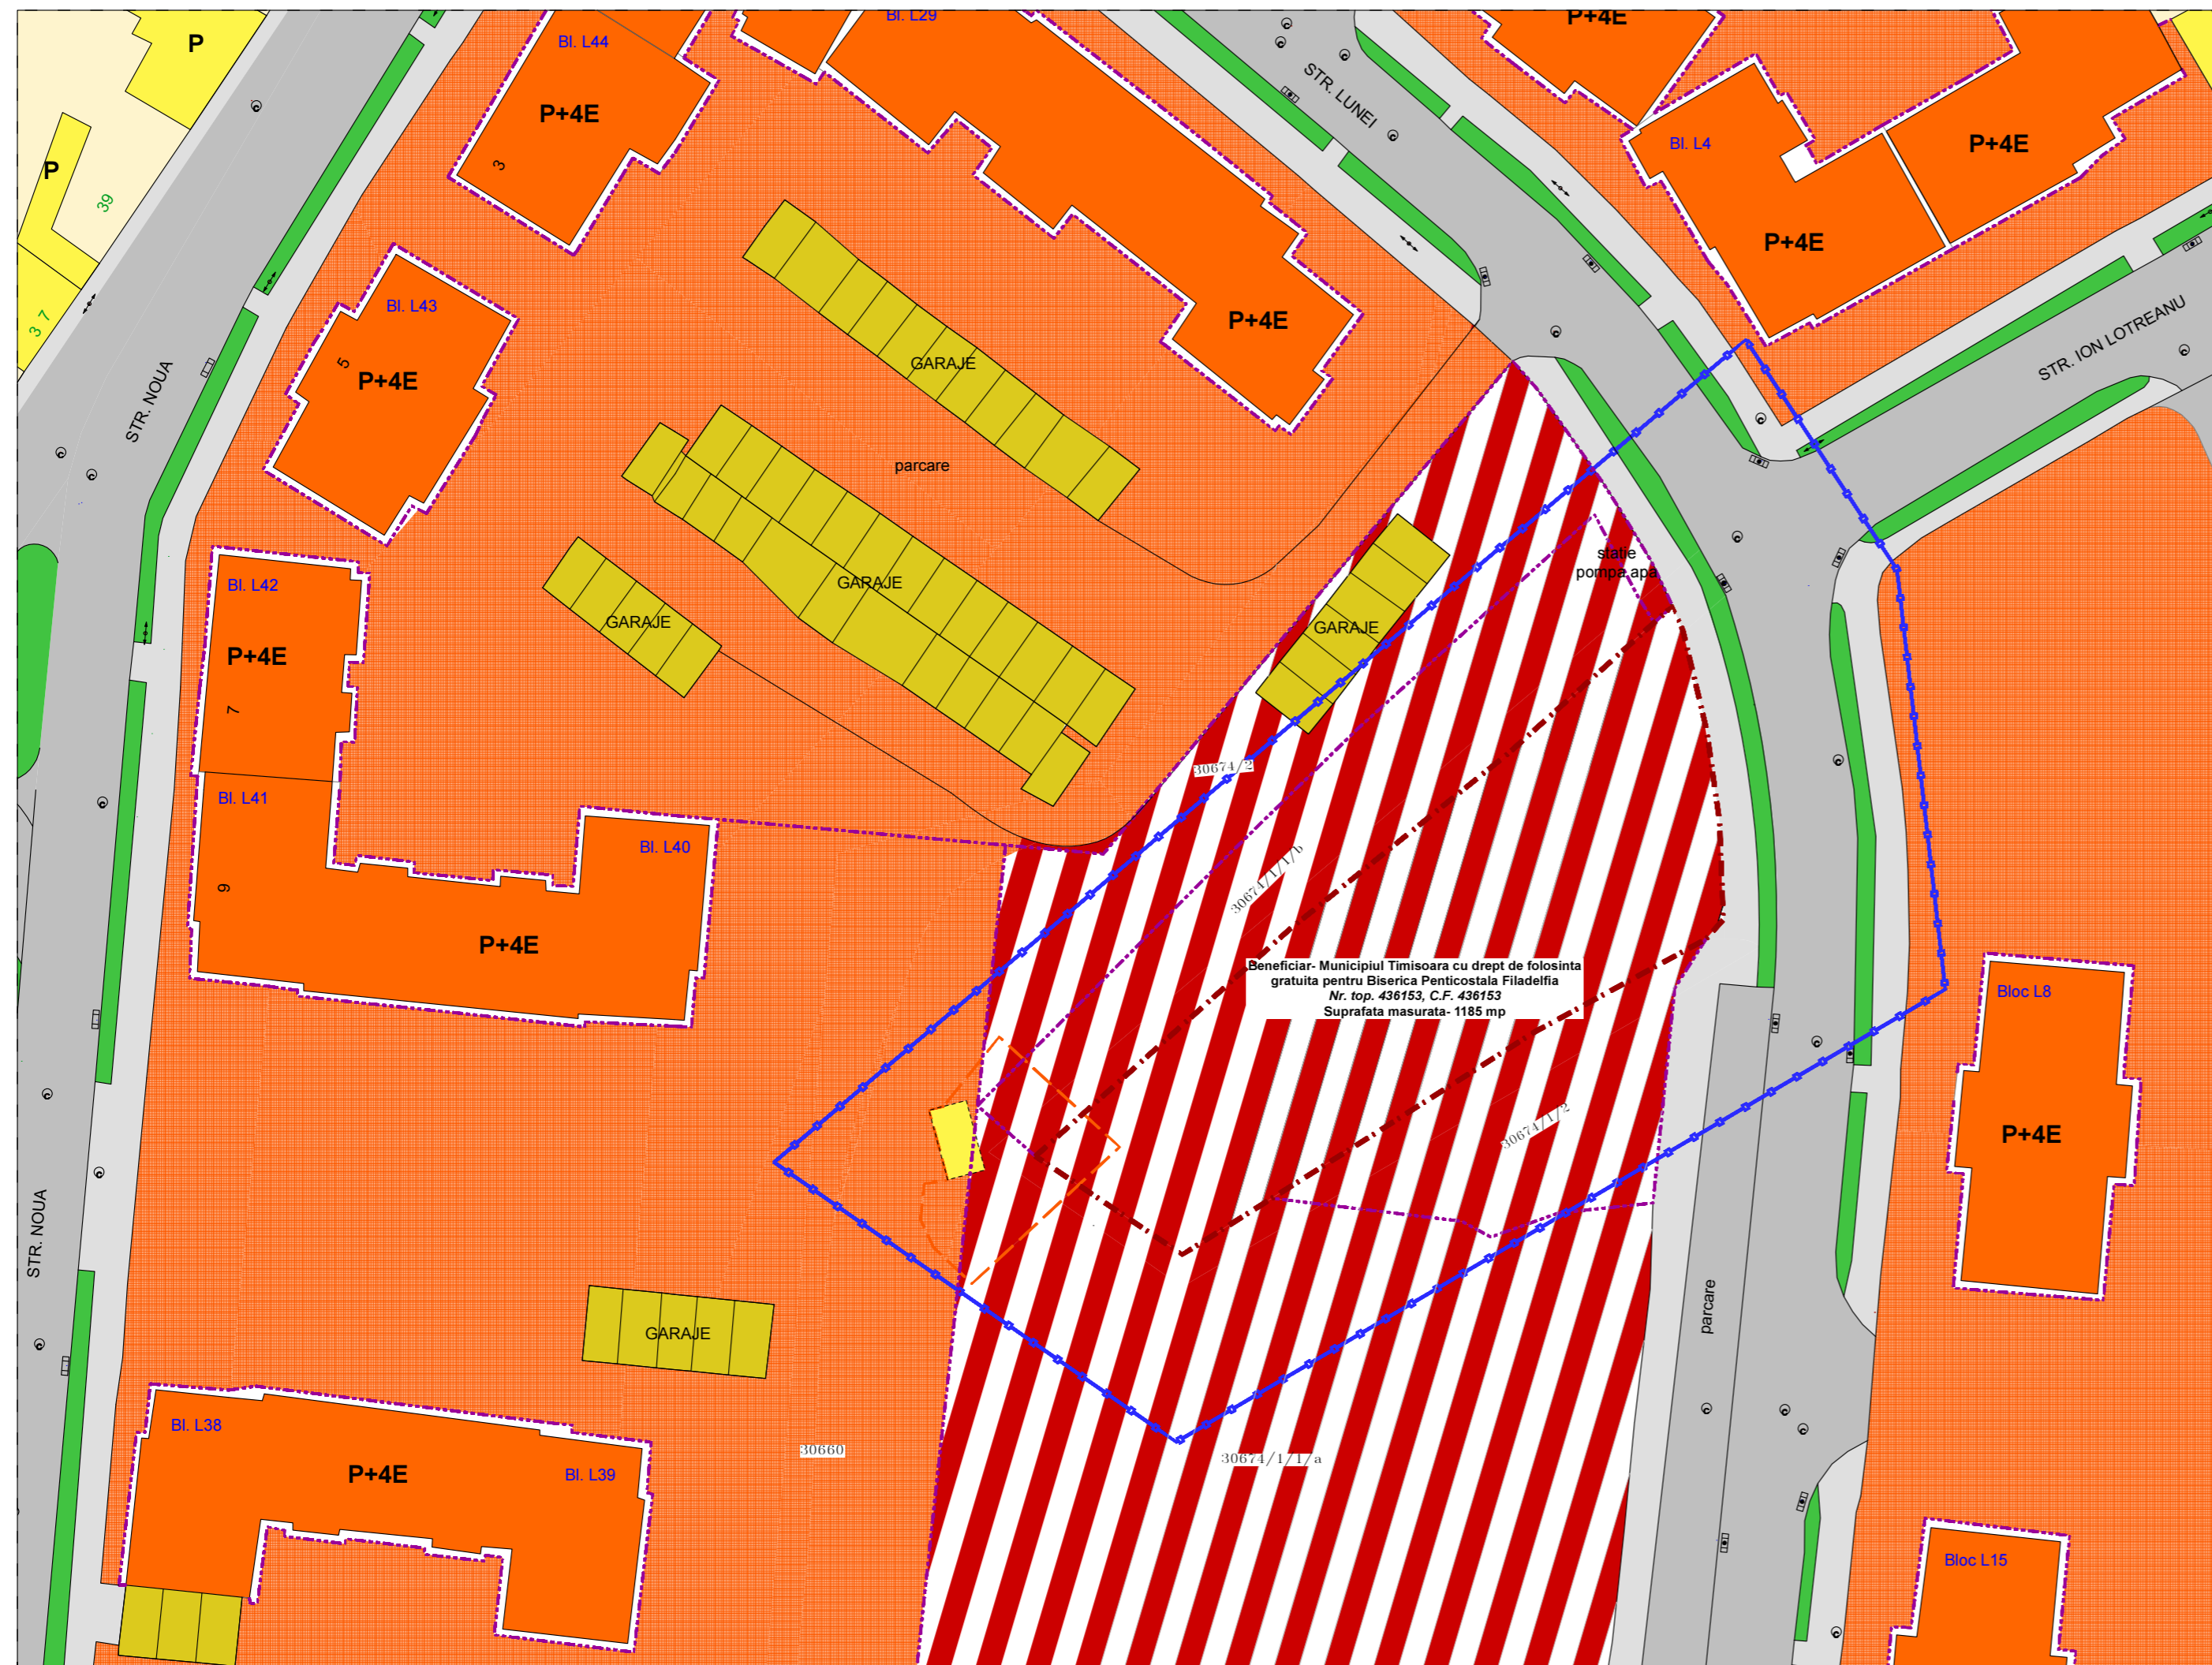 P
Bl. L44
Bl. L29
P+4E
P+4E
3
STR. LUNEI
Bl. L4
P+4E
P+4E
P
39
37
Bl. L43
5
P+4E
P+4E
GARAJE
STR. ION LOTREANU
STR. NOUA
parcare
GARAJE
GARAJE
GARAJE
statie
pompa apa
Bl. L42
P+4E
7
Bl. L41
9
Bl. L40
P+4E
30674/2
30674/1/1/b
Beneficiar- Municipiul Timisoara cu drept de folosinta
gratuita pentru Biserica Penticostala Filadelfia
Nr. top. 436153, C.F. 436153
Suprafata masurata- 1185 mp
30674/1/2
Bloc L8
P+4E
STR. NOUA
GARAJE
parcare
Bl. L38
P+4E
Bl. L39
30660
30674/1/1/a
Bloc L15